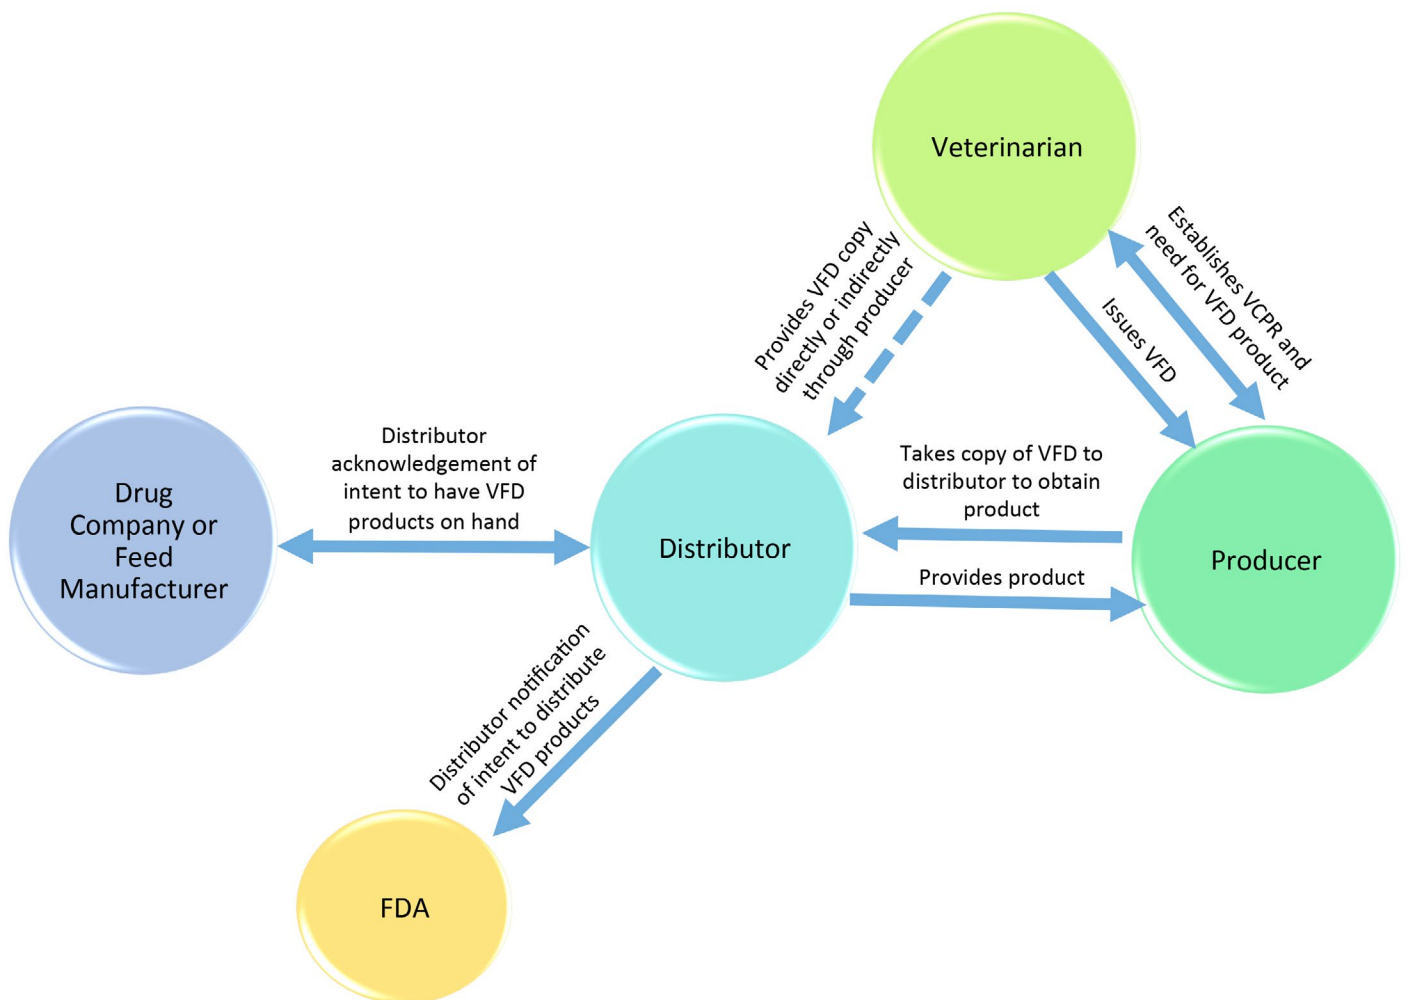 Veterinarian
Provides VFD copy
directly or indirectly
through producer
Issues VFD
Establishes VCPR and
need for VFD product
Drug
Company or
Feed
Manufacturer
Distributor
acknowledgement of
intent to have VFD
products on hand
Distributor
Takes copy of VFD to
distributor to obtain
product
Provides product
Producer
Distributor notification
of intent to distribute
VFD products
FDA